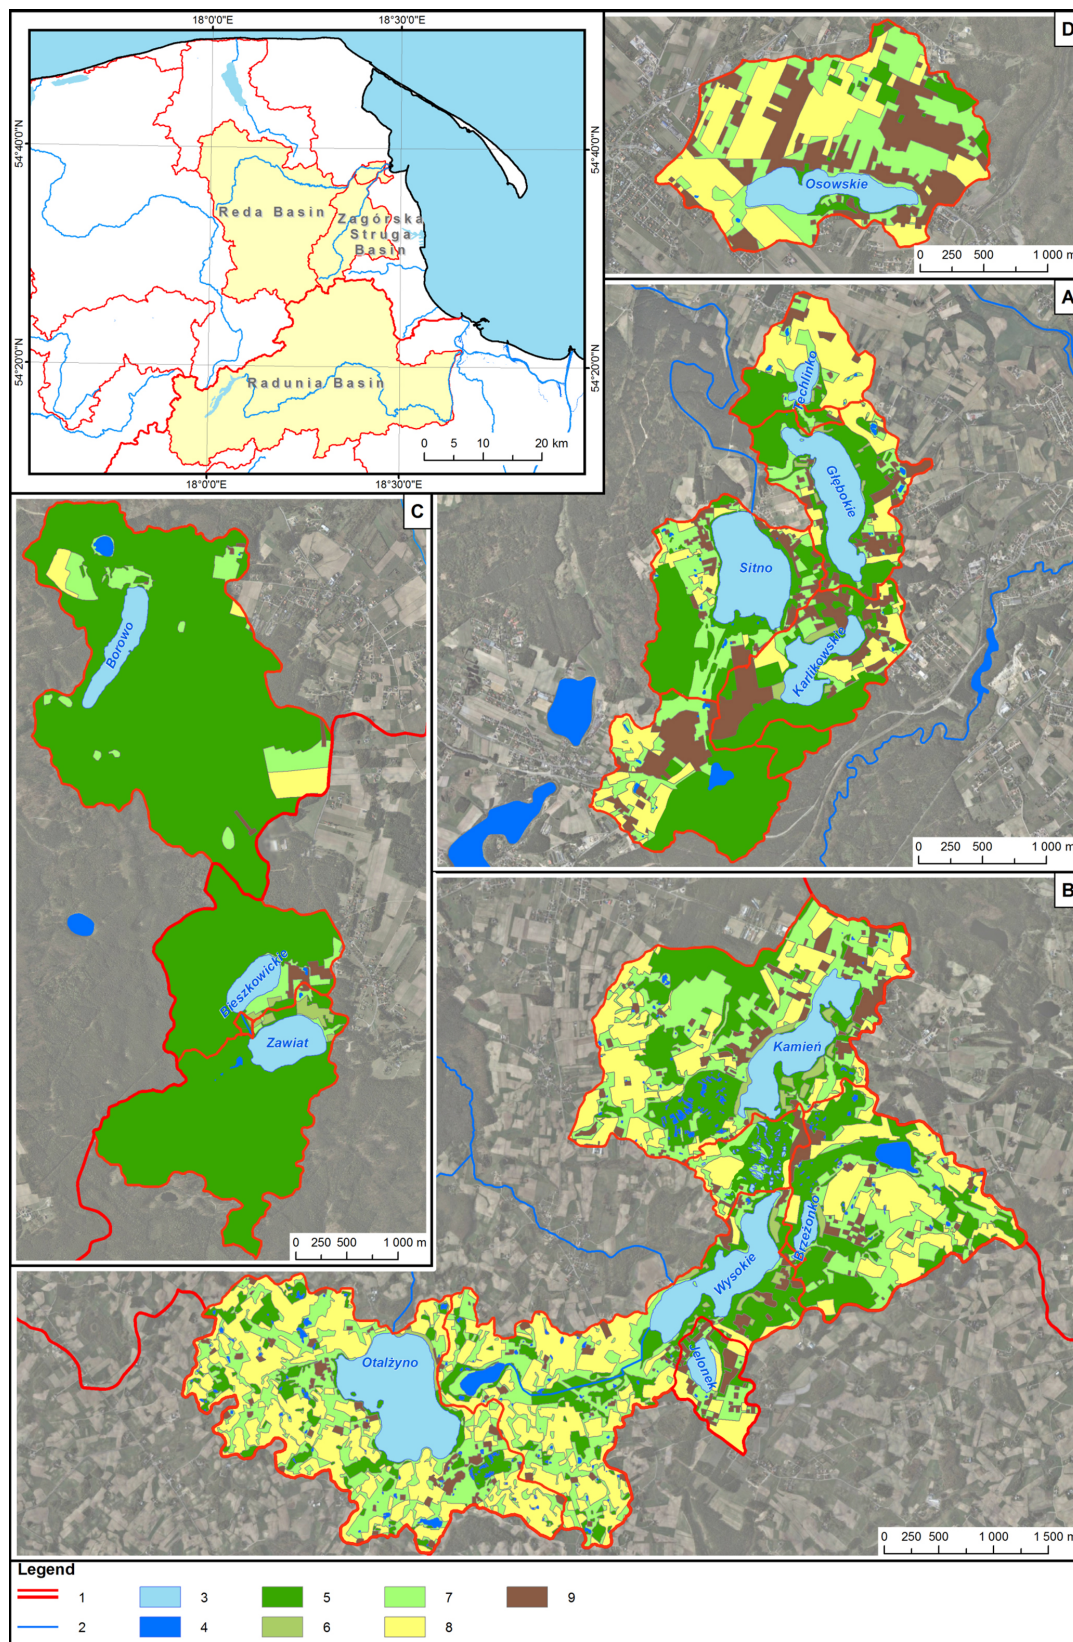 18°0'0"E
18°30'0"E
54°40'0"N
54°40'0"N
Reda Basin
Zagórska
Struga
Basin
54°20'0"N
54°20'0"N
Radunia Basin
0 5 10 20 km
18°0'0"E
18°30'0"E
D
Osowskie
0 250 500 1 000 m
A
Techlinko
Głębokie
Sitno
Karlikowskie
0 250 500 1 000 m
C
Borowo
Bieszkowickie
Zawiat
0 250 500 1 000 m
B
Kamień
Brzeżonko
Wysokie
Otalżyno
Jelonek
0 250 500 1 000 1 500 m
Legend
1 3 5 7 9
2 4 6 8